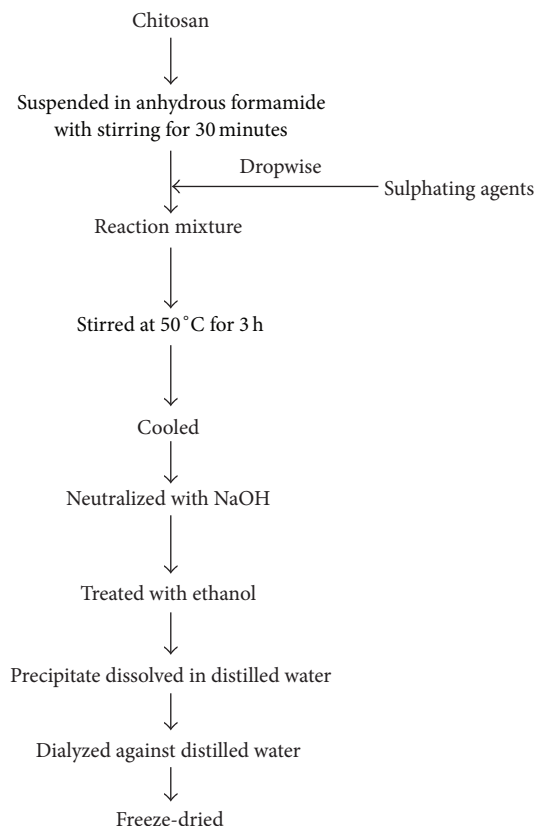 Chitosan
Suspended in anhydrous formamide
with stirring for 30 minutes
Dropwise
Sulphating agents
Reaction mixture
Stirred at 50°C for 3 h
Cooled
Neutralized with NaOH
Treated with ethanol
Precipitate dissolved in distilled water
Dialyzed against distilled water
Freeze-dried